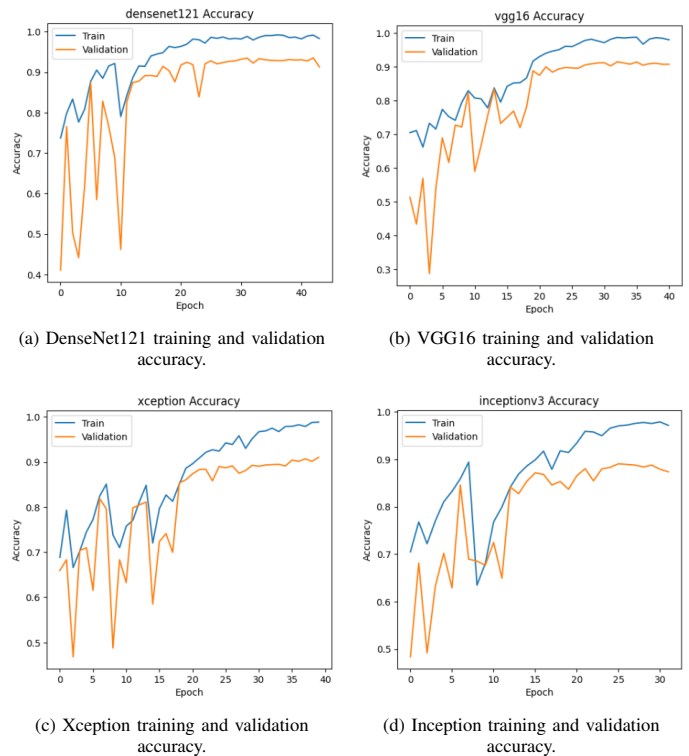 densenet121 Accuracy
Train
Validation
1.0
0.9
0.8
0.7
0.6
0.5
0.4
Accuracy
0 10 20 30 40
Epoch
(a) DenseNet121 training and validation
accuracy.
vgg16 Accuracy
Train
Validation
1.0
0.9
0.8
0.7
0.6
0.5
0.4
0.3
Accuracy
0 5 10 15 20 25 30 35 40
Epoch
(b) VGG16 training and validation
accuracy.
xception Accuracy
Train
Validation
1.0
0.9
0.8
0.7
0.6
0.5
Accuracy
0 5 10 15 20 25 30 35 40
Epoch
(c) Xception training and validation
accuracy.
inceptionv3 Accuracy
Train
Validation
1.0
0.9
0.8
0.7
0.6
0.5
Accuracy
0 5 10 15 20 25 30
Epoch
(d) Inception training and validation
accuracy.